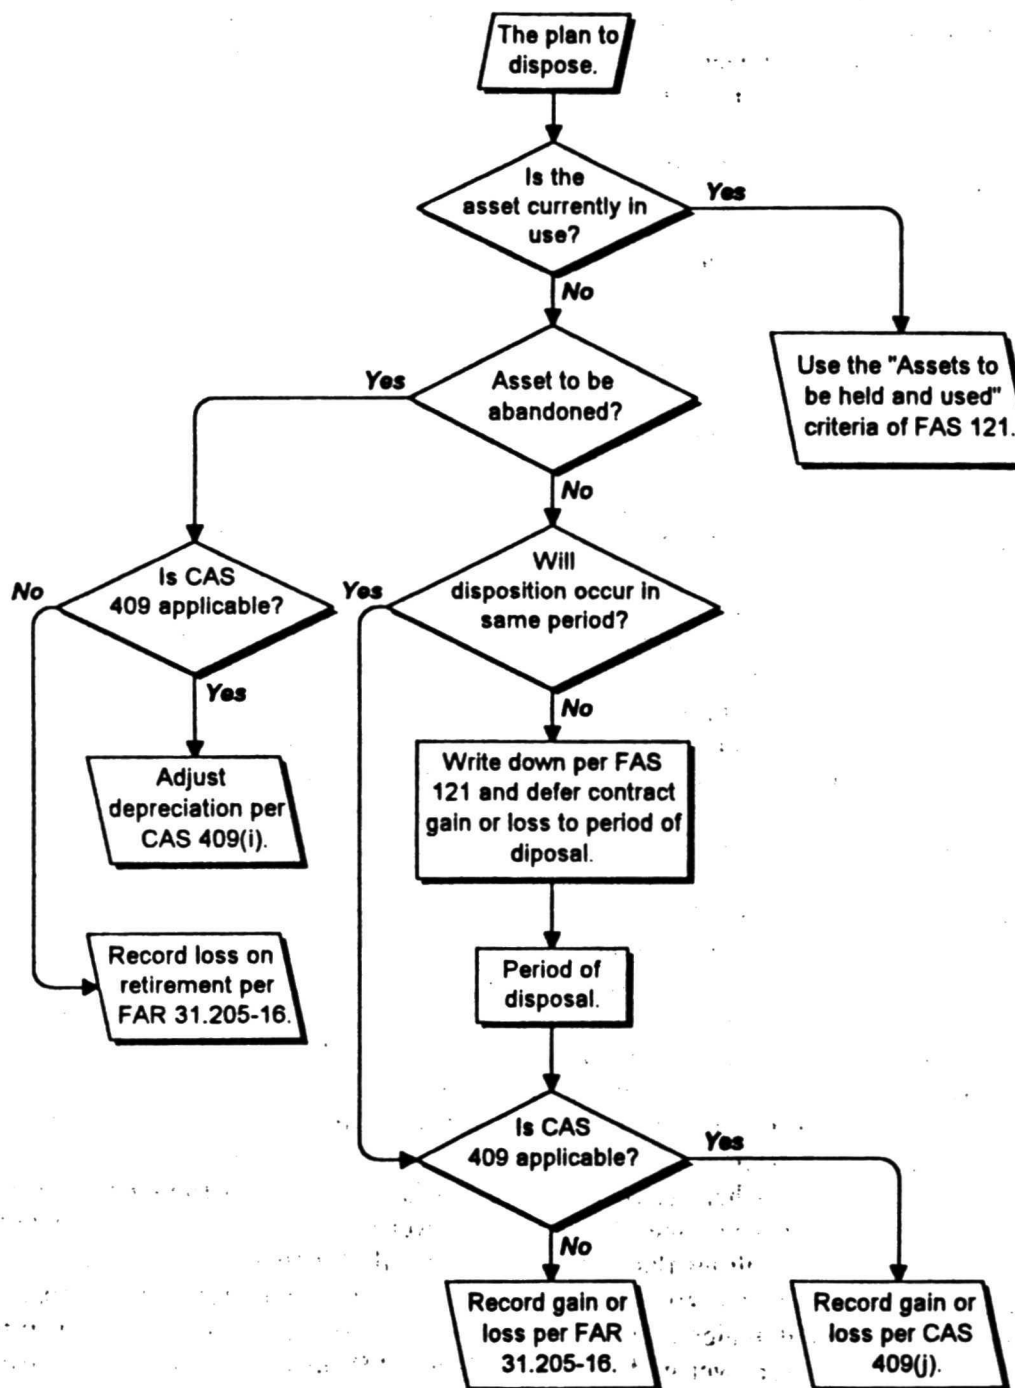 The plan to
dispose.
Is the
asset currently in
use?
Yes
No
Use the "Assets to
be held and used"
criteria of FAS 121.
Yes
Asset to be
abandoned?
No
No
Is CAS
409 applicable?
Yes
Yes
Will
disposition occur in
same period?
No
Adjust
depreciation per
CAS 409(i).
Write down per FAS
121 and defer contract
gain or loss to period of
diposal.
Record loss on
retirement per
FAR 31.205-16.
Period of
disposal.
Is CAS
409 applicable?
Yes
No
Record gain or
loss per FAR
31.205-16.
Record gain or
loss per CAS
409(j).